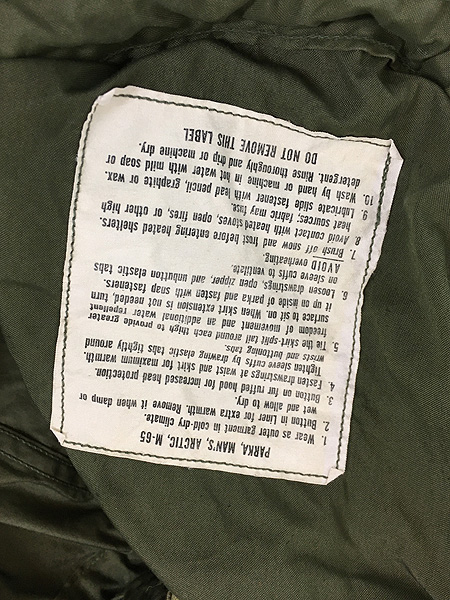 PARKA, MAN'S, ARCTIC, M-65
1. Wear as outer garment in cold-dry climate.
2. Button in Liner for extra warmth. Remove when it damp or
wet and allow to dry.
3. Button on ruff for hood for increased head protection.
4. Fasten drawstrings at waist and skirt for maximum warmth.
Tighten sleeve cuffs by drawing elastic tabs tightly around
wrists and buttoning tabs.
5. Tie split-tail skirt around each thigh to provide greater
freedom of movement and an additional water repellent
surface to sit on. When skirt extension is not needed, turn
it up on inside of parka and fasten with snap fasteners.
6. Loosen drawstrings, open zipper, and unbutton elastic tabs
on sleeve cuffs to ventilate.
AVOID overheating.
7. Brush off snow and frost before entering heated shelters.
8. Avoid contact with heated stoves, open fires, or other high
heat sources; fabric may fuse.
9. Lubricate slide fastener with lead pencil, graphite or wax.
10. Wash by hand or machine in hot water with mild soap or
detergent. Rinse thoroughly and drip or machine dry.
DO NOT REMOVE THIS LABEL